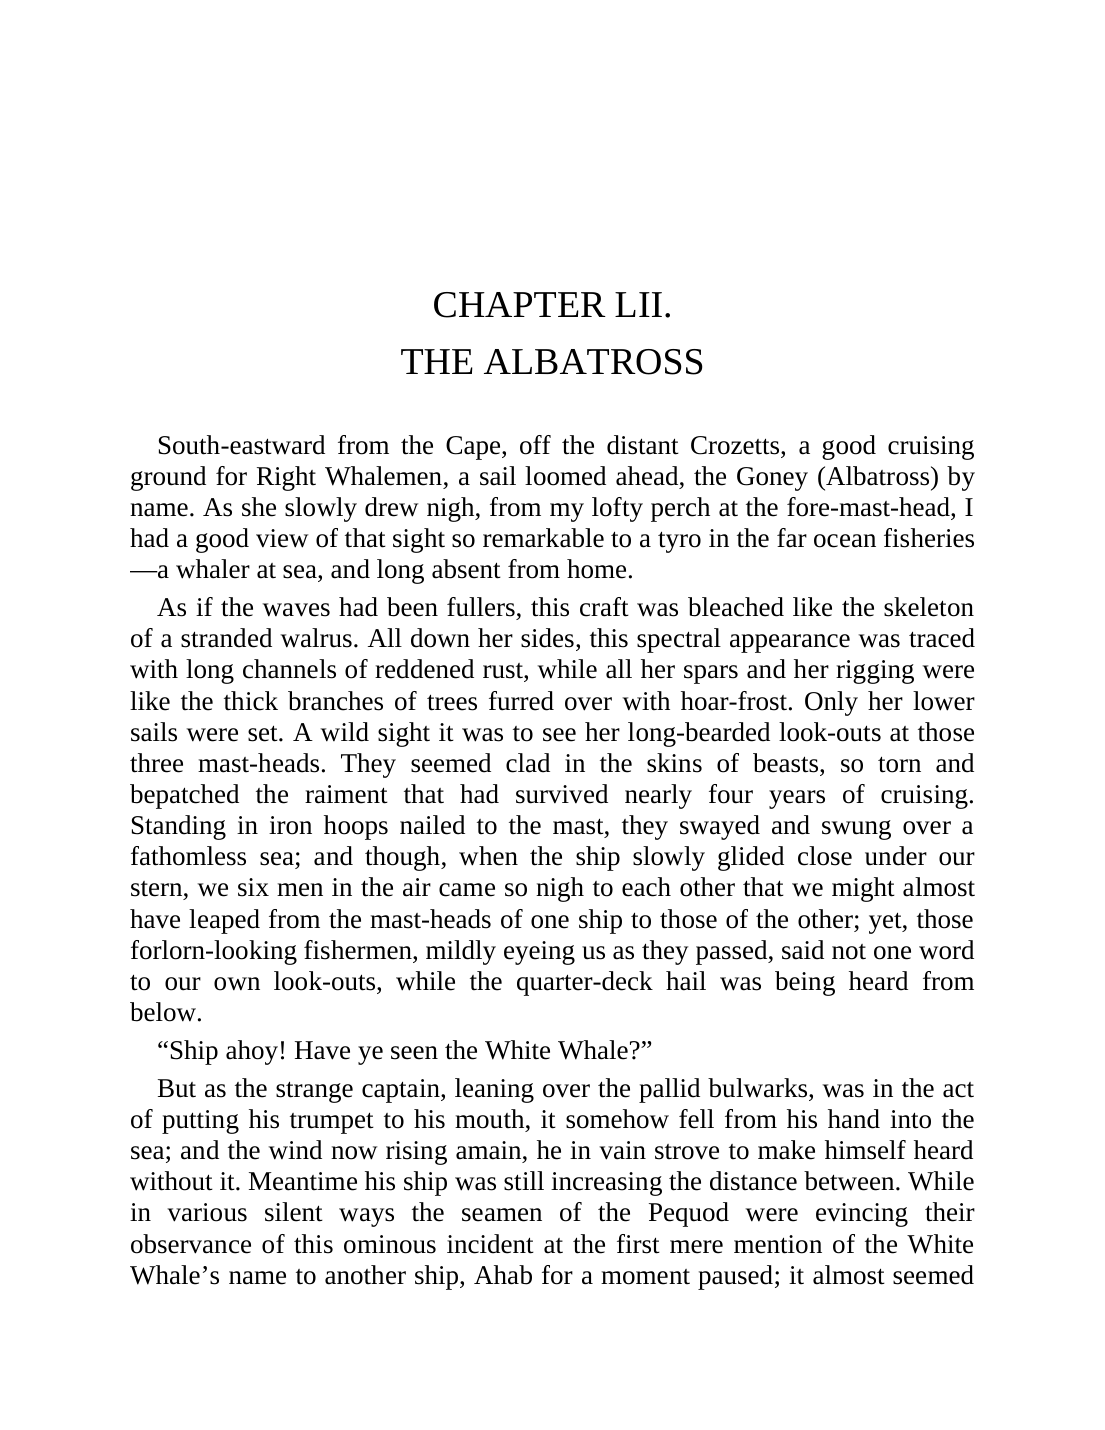 CHAPTER LII.
THE ALBATROSS
South-eastward from the Cape, off the distant Crozetts, a good cruising
ground for Right Whalemen, a sail loomed ahead, the Goney (Albatross) by
name. As she slowly drew nigh, from my lofty perch at the fore-mast-head, I
had a good view of that sight so remarkable to a tyro in the far ocean fisheries
—a whaler at sea, and long absent from home.
As if the waves had been fullers, this craft was bleached like the skeleton
of a stranded walrus. All down her sides, this spectral appearance was traced
with long channels of reddened rust, while all her spars and her rigging were
like the thick branches of trees furred over with hoar-frost. Only her lower
sails were set. A wild sight it was to see her long-bearded look-outs at those
three mast-heads. They seemed clad in the skins of beasts, so torn and
bepatched the raiment that had survived nearly four years of cruising.
Standing in iron hoops nailed to the mast, they swayed and swung over a
fathomless sea; and though, when the ship slowly glided close under our
stern, we six men in the air came so nigh to each other that we might almost
have leaped from the mast-heads of one ship to those of the other; yet, those
forlorn-looking fishermen, mildly eyeing us as they passed, said not one word
to our own look-outs, while the quarter-deck hail was being heard from
below.
“Ship ahoy! Have ye seen the White Whale?”
But as the strange captain, leaning over the pallid bulwarks, was in the act
of putting his trumpet to his mouth, it somehow fell from his hand into the
sea; and the wind now rising amain, he in vain strove to make himself heard
without it. Meantime his ship was still increasing the distance between. While
in various silent ways the seamen of the Pequod were evincing their
observance of this ominous incident at the first mere mention of the White
Whale’s name to another ship, Ahab for a moment paused; it almost seemed